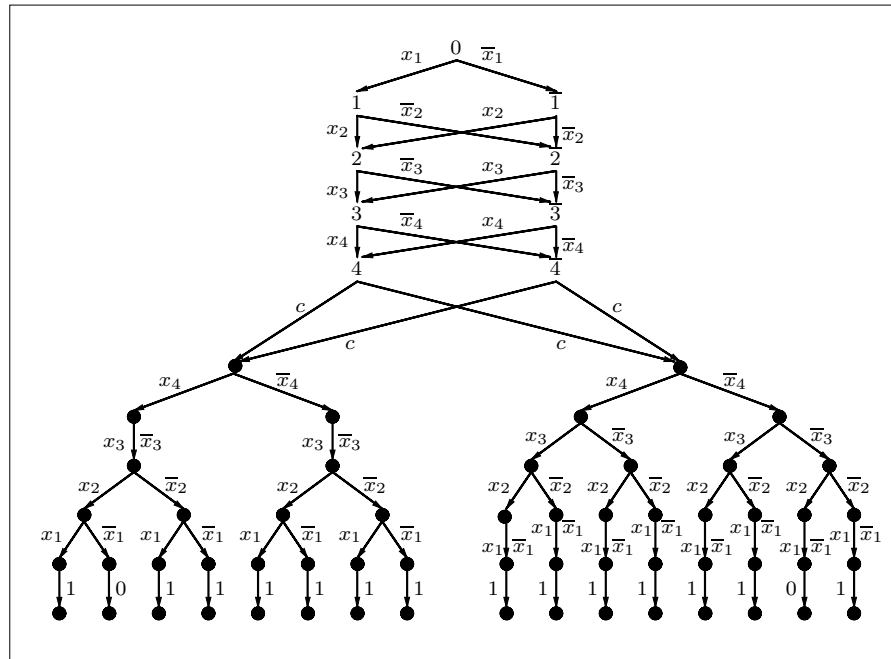 x₁ 0 x̅₁
1 1̅
x₂ x̅₂ x₂ x̅₂
2 2̅
x₃ x̅₃ x₃ x̅₃
3 3̅
x₄ x̅₄ x₄ x̅₄
4 4̅
c c
c c
x₄ x̅₄ x₄ x̅₄
x₃ x̅₃ x₃ x̅₃ x₃ x̅₃ x₃ x̅₃
x₂ x̅₂ x₂ x̅₂ x₂ x̅₂ x₂ x̅₂ x₂ x̅₂ x₂ x̅₂
x₁ x̅₁ x₁ x̅₁ x₁ x̅₁ x₁ x̅₁ x₁ x̅₁ x₁ x̅₁ x₁ x̅₁ x₁ x̅₁
x₁ x̅₁ x₁ x̅₁ x₁ x̅₁ x₁ x̅₁
1 0 1 1 1 1 1 1 1 1 1 1 1 1 0 1